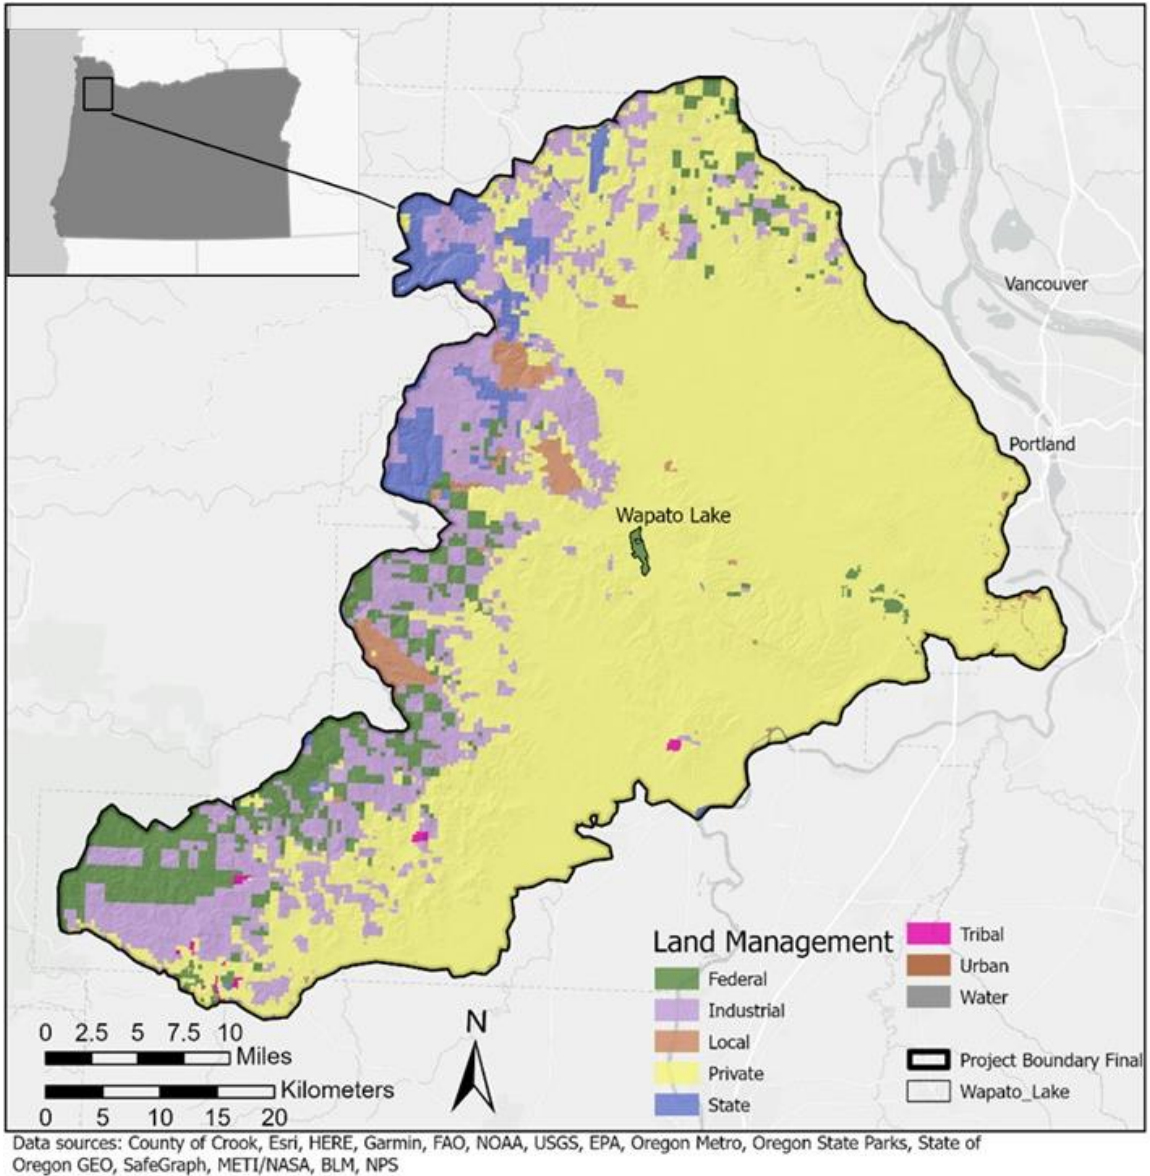 Vancouver
Portland
Wapato Lake
Land Management
Federal
Industrial
Local
Private
State
Tribal
Urban
Water
Project Boundary Final
Wapato_Lake
0 2.5 5 7.5 10
Miles
Kilometers
0 5 10 15 20
N
Data sources: County of Crook, Esri, HERE, Garmin, FAO, NOAA, USGS, EPA, Oregon Metro, Oregon State Parks, State of
Oregon GEO, SafeGraph, METI/NASA, BLM, NPS